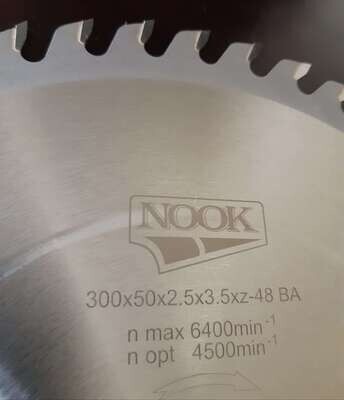 NOOK
300x50x2.5x3.5xz-48 BA
n max 6400min⁻¹
n opt 4500min⁻¹